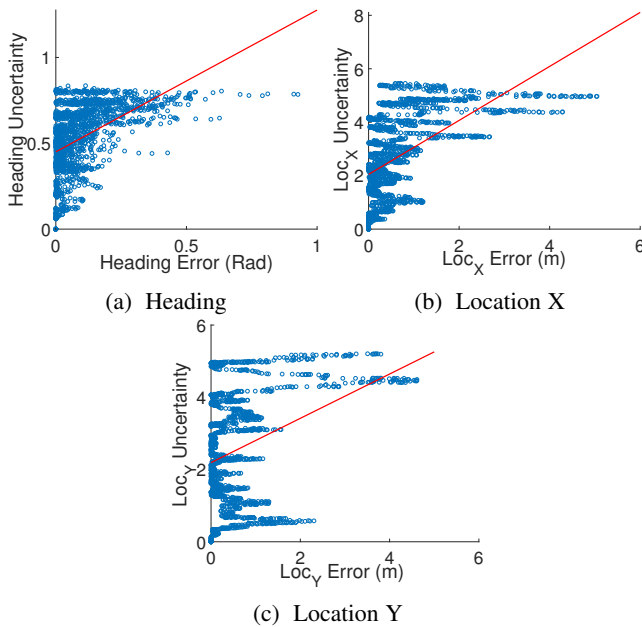 Heading Uncertainty
1
0.5
0
0 0.5 1
Heading Error (Rad)
(a) Heading
Loc_X Uncertainty
8
6
4
2
0
0 2 4 6
Loc_X Error (m)
(b) Location X
Loc_Y Uncertainty
6
4
2
0
0 2 4 6
Loc_Y Error (m)
(c) Location Y